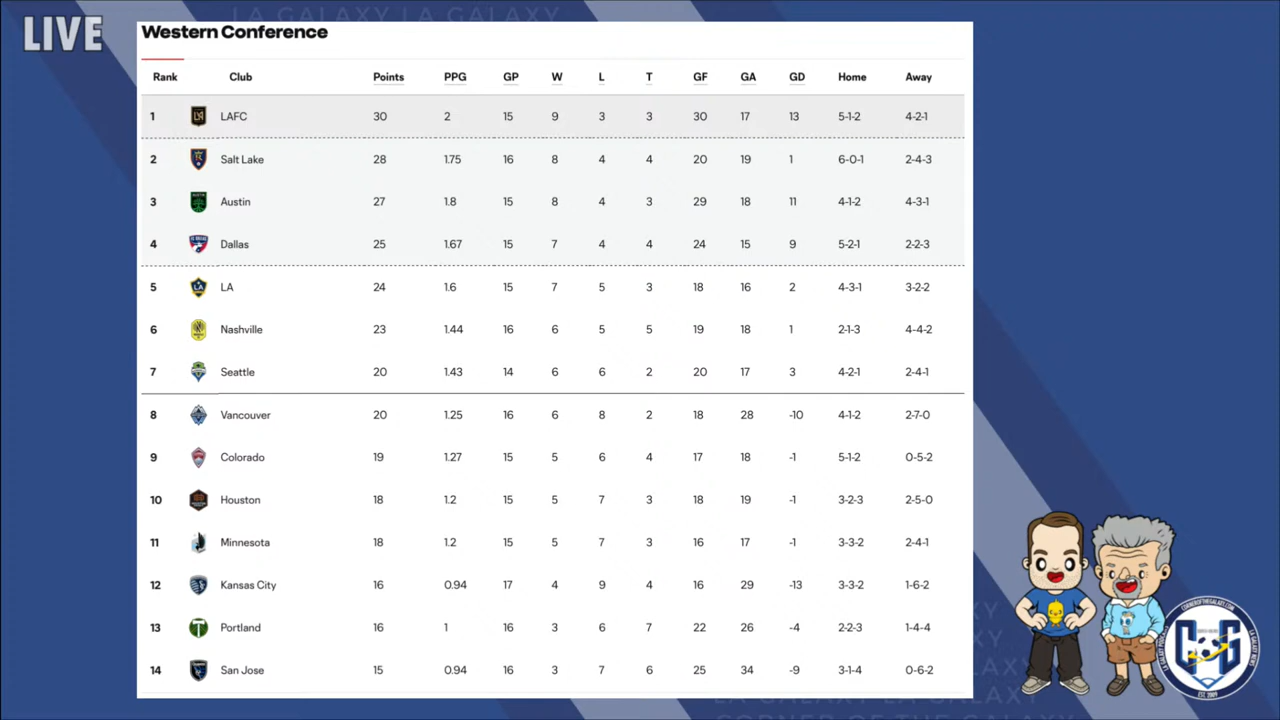 LA GALAXY LA GALAXY
LIVE
Western Conference
Rank Club Points PPG GP W L T GF GA GD Home Away
1 LAFC 30 2 15 9 3 3 30 17 13 5-1-2 4-2-1
2 Salt Lake 28 1.75 16 8 4 4 20 19 1 6-0-1 2-4-3
3 Austin 27 1.8 15 8 4 3 29 18 11 4-1-2 4-3-1
4 Dallas 25 1.67 15 7 4 4 24 15 9 5-2-1 2-2-3
5 LA 24 1.6 15 7 5 3 18 16 2 4-3-1 3-2-2
6 Nashville 23 1.44 16 6 5 5 19 18 1 2-1-3 4-4-2
7 Seattle 20 1.43 14 6 6 2 20 17 3 4-2-1 2-4-1
8 Vancouver 20 1.25 16 6 8 2 18 28 -10 4-1-2 2-7-0
9 Colorado 19 1.27 15 5 6 4 17 18 -1 5-1-2 0-5-2
10 Houston 18 1.2 15 5 7 3 18 19 -1 3-2-3 2-5-0
11 Minnesota 18 1.2 15 5 7 3 16 17 -1 3-3-2 2-4-1
12 Kansas City 16 0.94 17 4 9 4 16 29 -13 3-3-2 1-6-2
13 Portland 16 1 16 3 6 7 22 26 -4 2-2-3 1-4-4
14 San Jose 15 0.94 16 3 7 6 25 34 -9 3-1-4 0-6-2
CORNEROFTHEGALAXY.COM
EST. 2009
LA GALAXY
CORNER OF THE GALAXY